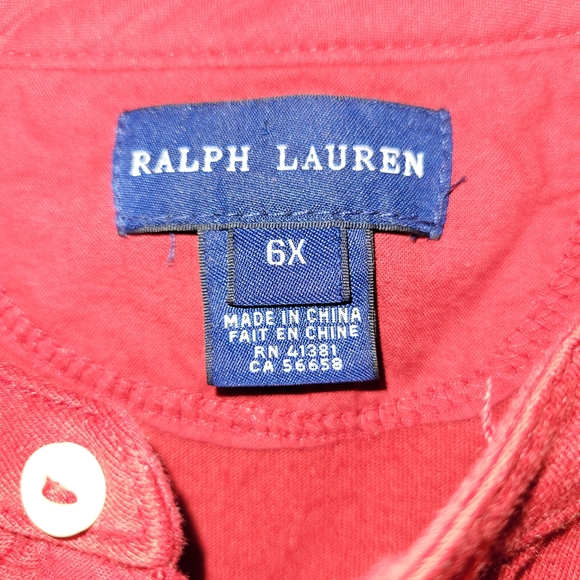 RALPH LAUREN
6X
MADE IN CHINA
FAIT EN CHINE
RN 41381
CA 56658